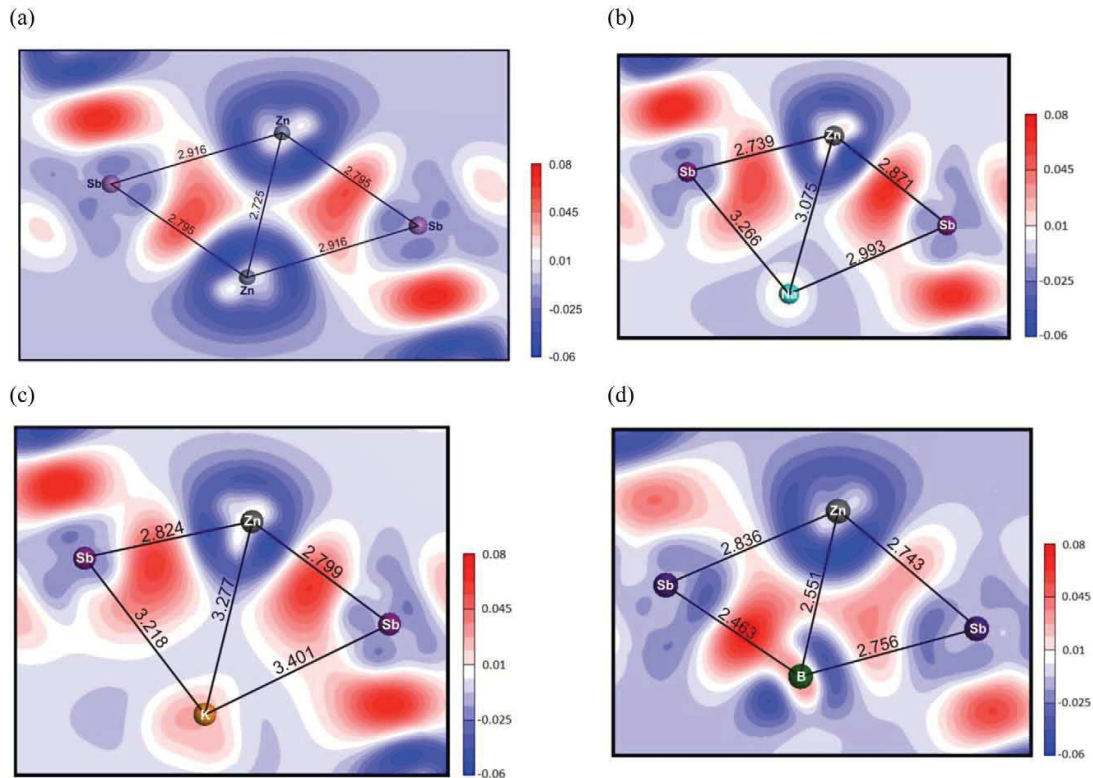 (a)
Zn
2.916
2.795
Sb
2.725
2.795
Sb
2.916
Zn
0.08
0.045
0.01
-0.025
-0.06
(b)
Zn
2.739
2.871
Sb
3.075
3.266
Sb
2.993
Na
0.08
0.045
0.01
-0.025
-0.06
(c)
Zn
2.824
2.799
Sb
3.277
3.218
Sb
3.401
K
0.08
0.045
0.01
-0.025
-0.06
(d)
Zn
2.836
2.743
Sb
2.551
2.463
Sb
2.756
B
0.08
0.045
0.01
-0.025
-0.06